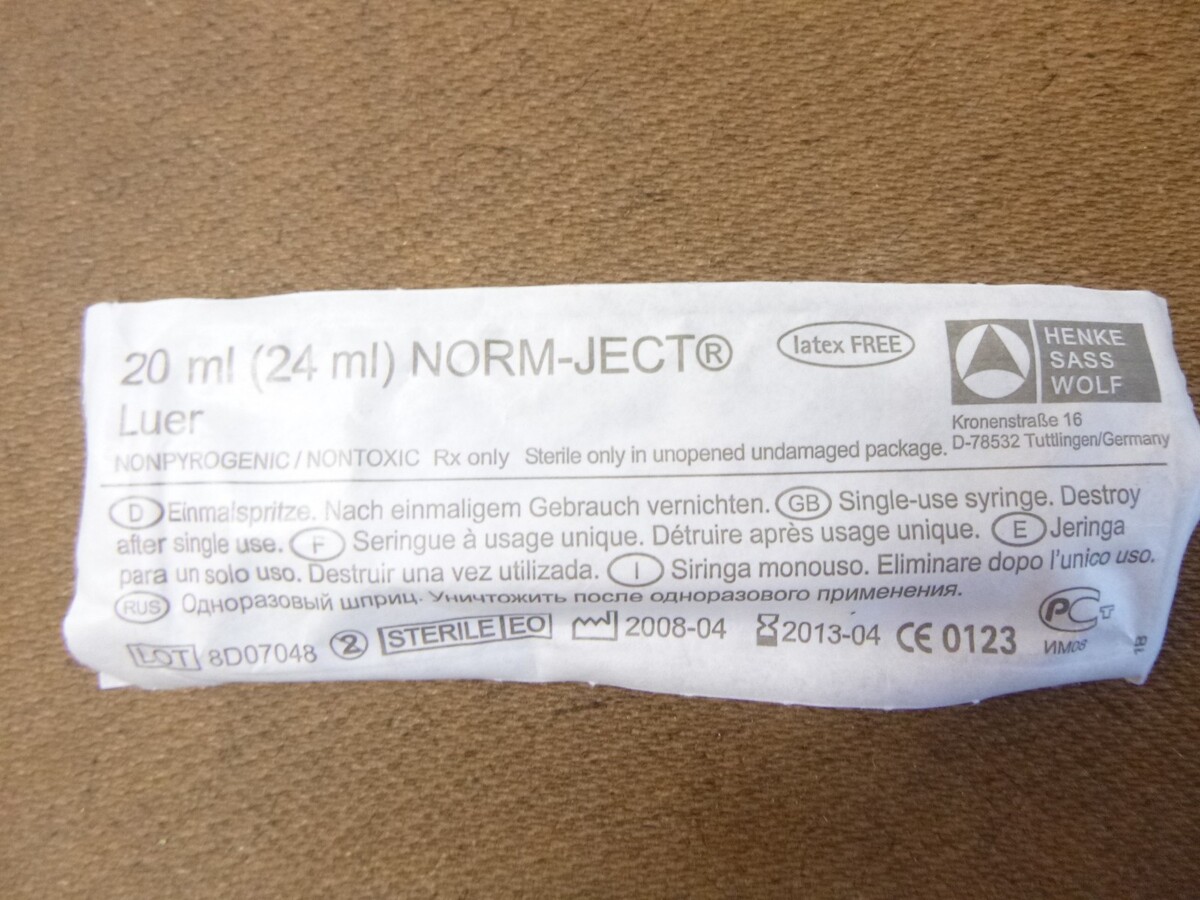 20 ml (24 ml) NORM-JECT®
Luer
latex FREE
HENKE
SASS
WOLF
Kronenstraße 16
D-78532 Tuttlingen/Germany
NONPYROGENIC/NONTOXIC Rx only Sterile only in unopened undamaged package.
D Einmalspritze. Nach einmaligem Gebrauch vernichten. GB Single-use syringe. Destroy
after single use. F Seringue à usage unique. Détruire après usage unique. E Jeringa
para un solo uso. Destruir una vez utilizada. I Siringa monouso. Eliminare dopo l'unico uso.
RUS Одноразовый шприц. Уничтожить после одноразового применения.
LOT 8D07048 2 STERILE EO 2008-04 2013-04 CE 0123
РСТ
ИМ06
18